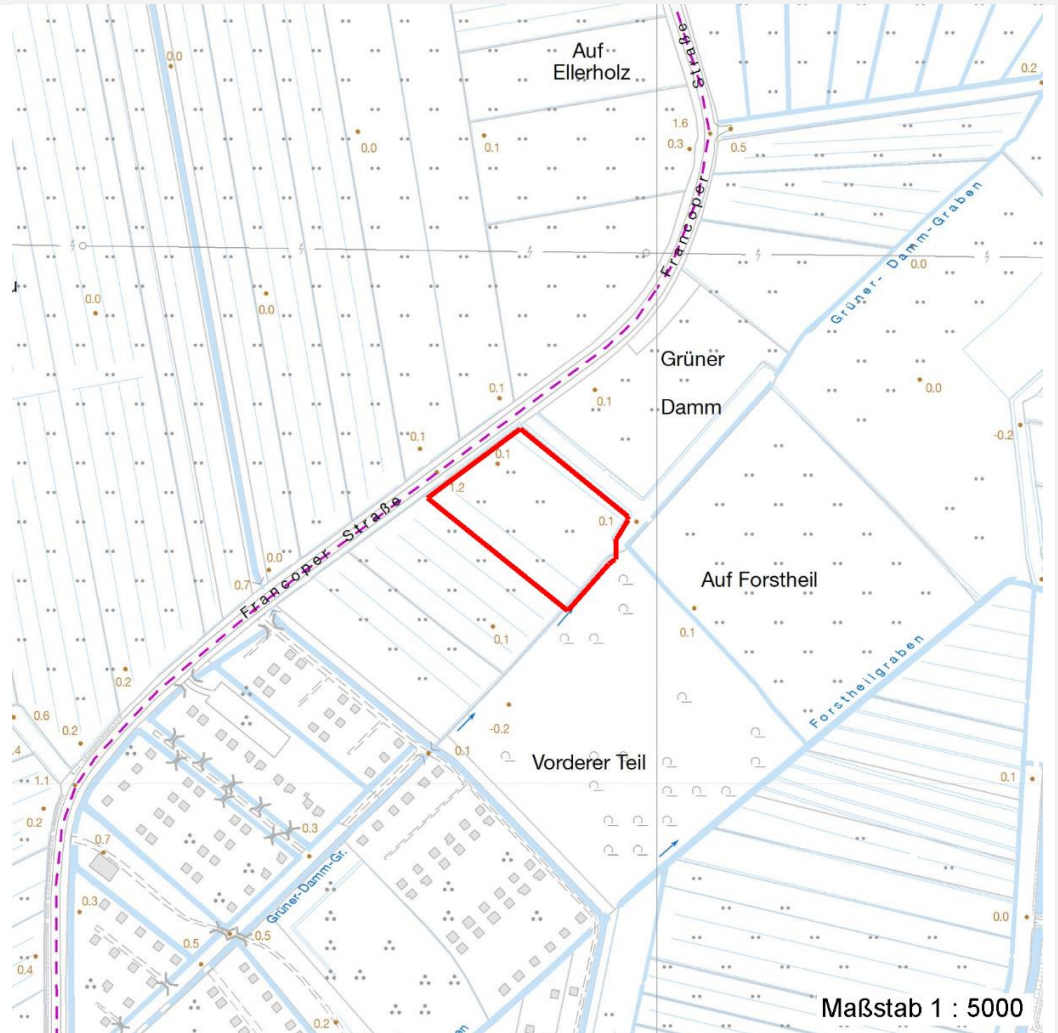 Auf
Ellerholz
Straße
0.0
0.2
1.6
0.3
0.5
0.0
0.1
Francoper
Grüner-Damm-Graben
0.0
0.0
0.0
Grüner
Damm
0.1
0.1
0.0
-0.2
0.1
0.1
1.2
0.1
Francoper Straße
0.0
0.7
Auf Forstheil
0.1
0.1
Forstheilgraben
0.2
0.6
0.2
-0.2
0.1
Vorderer Teil
1.1
0.1
0.2
0.3
0.7
Grüner-Damm-Gr.
0.3
0.5
0.5
0.0
0.4
0.2
Maßstab 1 : 5000